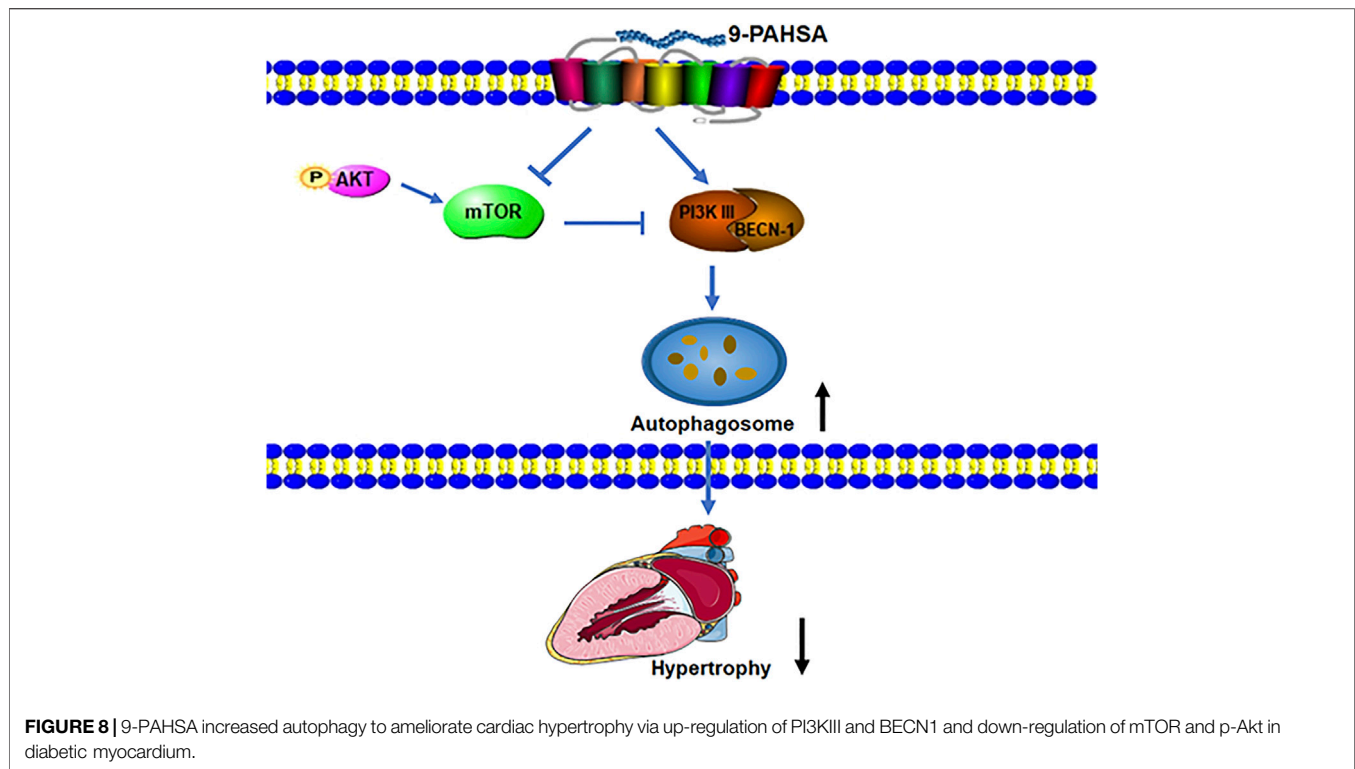 9-PAHSA
P
AKT
mTOR
PI3K III
BECN-1
Autophagosome
Hypertrophy
FIGURE 8 | 9-PAHSA increased autophagy to ameliorate cardiac hypertrophy via up-regulation of PI3KIII and BECN1 and down-regulation of mTOR and p-Akt in
diabetic myocardium.